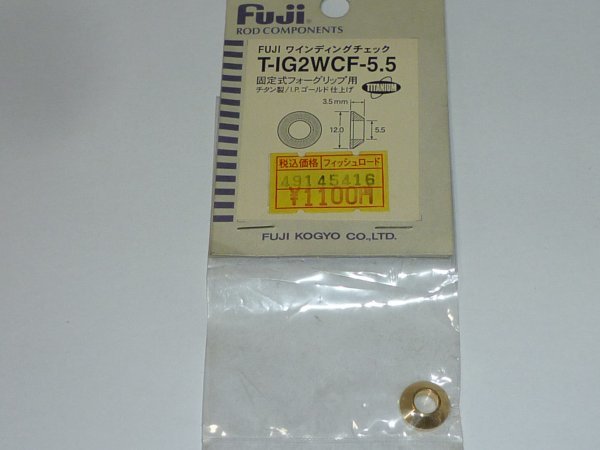 Fuji
ROD COMPONENTS
FUJI ワインディングチェック
T-IG2WCF-5.5
固定式フォーグリップ用
チタン製/I.P.ゴールド仕上げ
TITANIUM
3.5mm
12.0
5.5
税込価格 フィッシュロード
49145416
¥1100円
FUJI KOGYO CO.,LTD.